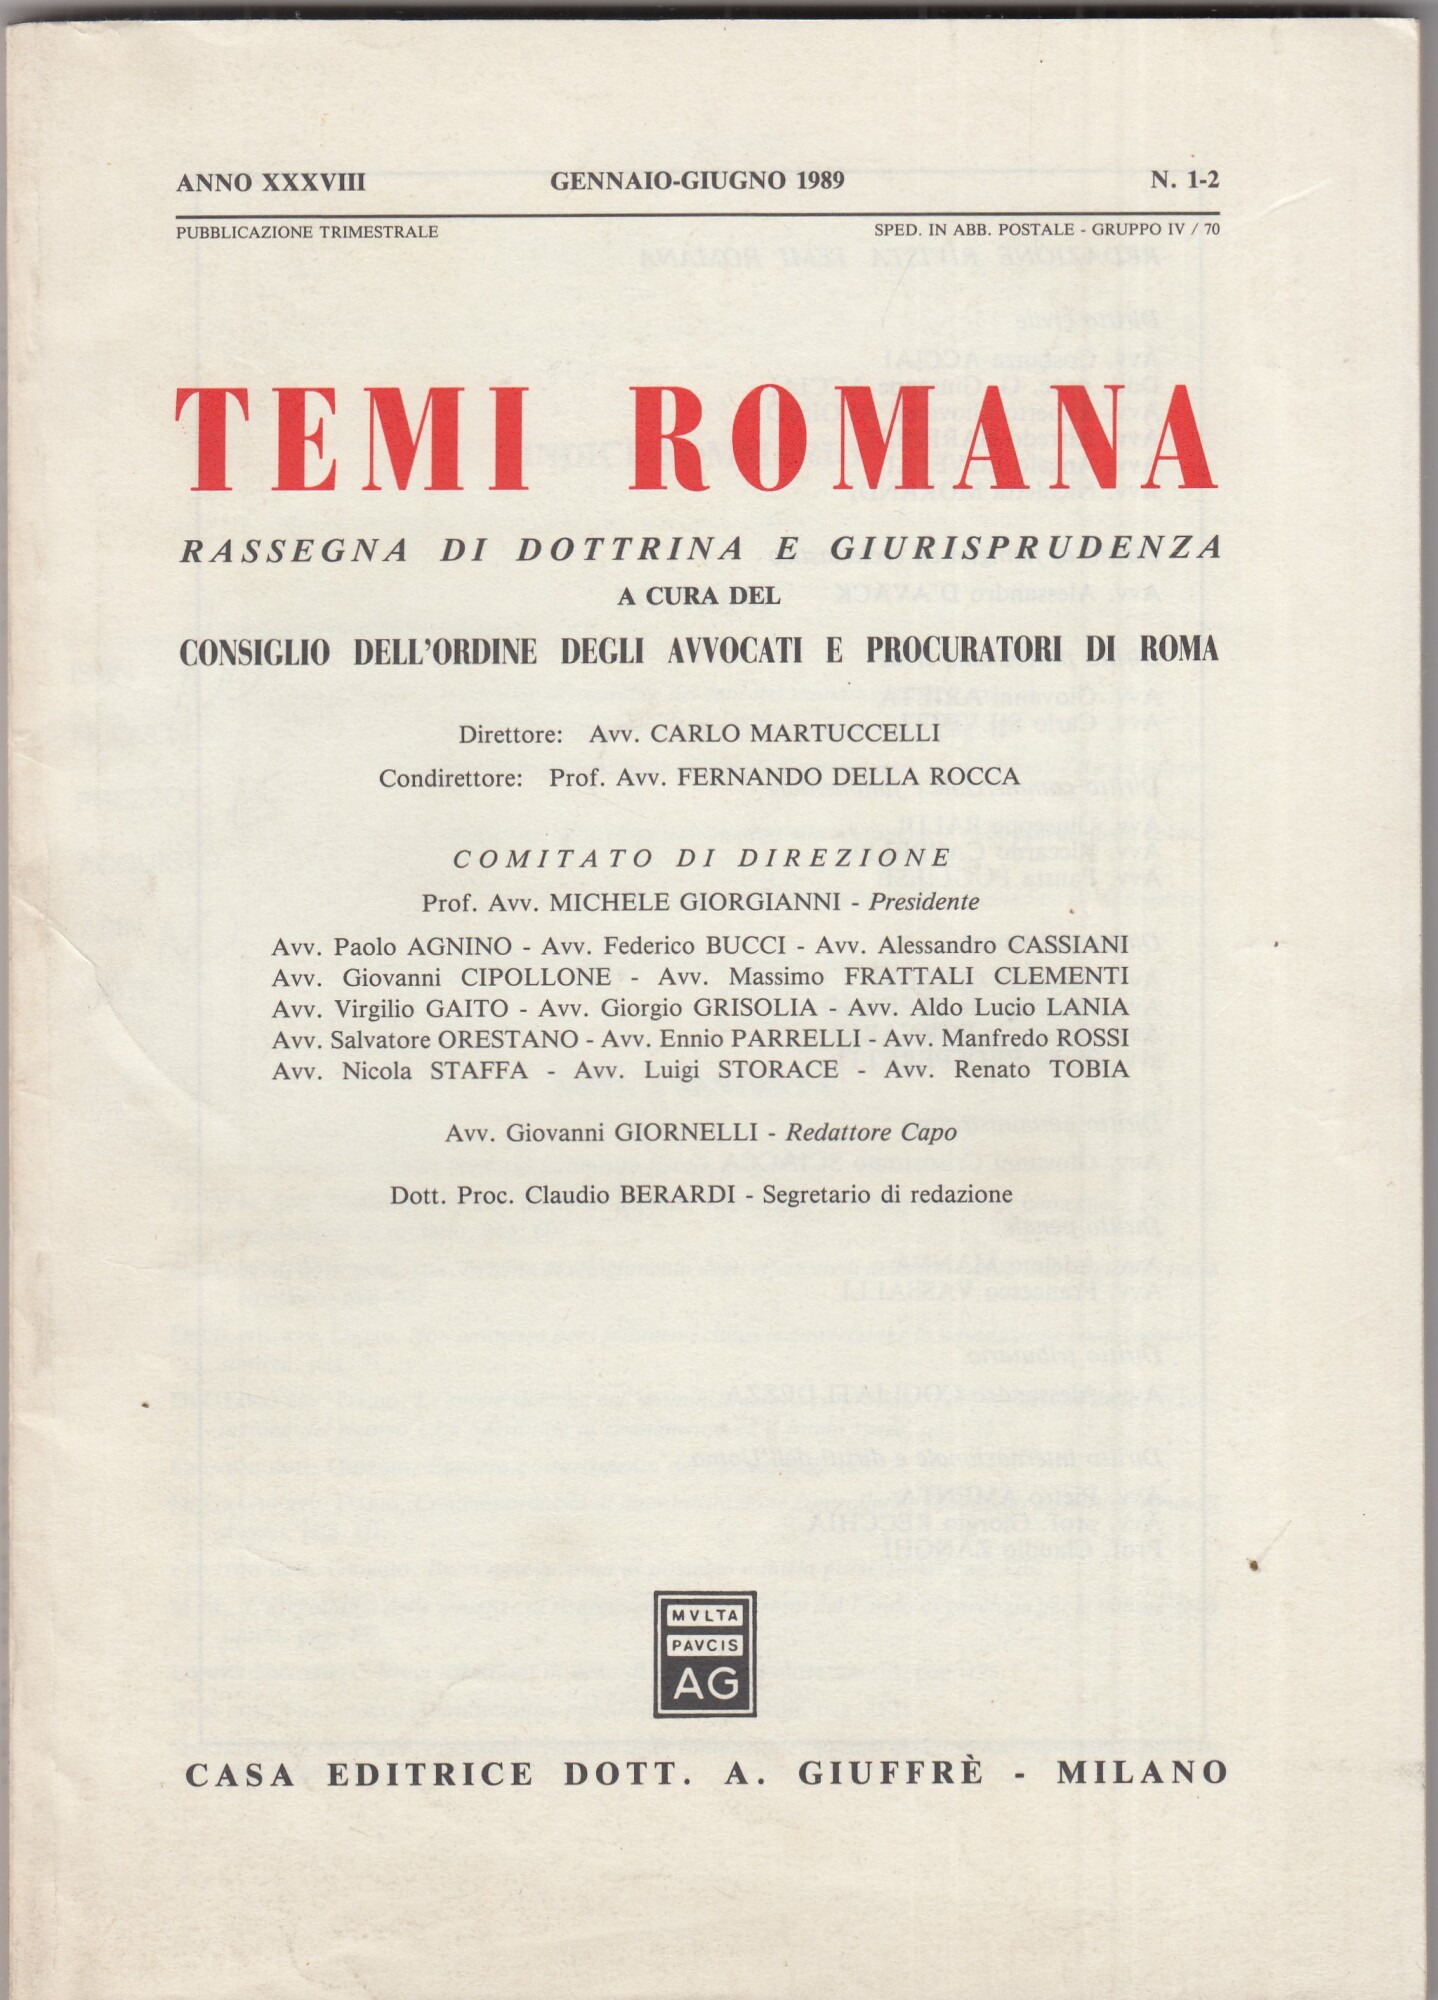 ANNO XXXVIII GENNAIO-GIUGNO 1989 N. 1-2
PUBBLICAZIONE TRIMESTRALE SPED. IN ABB. POSTALE - GRUPPO IV / 70
TEMI ROMANA
RASSEGNA DI DOTTRINA E GIURISPRUDENZA
A CURA DEL
CONSIGLIO DELL'ORDINE DEGLI AVVOCATI E PROCURATORI DI ROMA
Direttore: Avv. CARLO MARTUCCELLI
Condirettore: Prof. Avv. FERNANDO DELLA ROCCA
COMITATO DI DIREZIONE
Prof. Avv. MICHELE GIORGIANNI - Presidente
Avv. Paolo AGNINO - Avv. Federico BUCCI - Avv. Alessandro CASSIANI
Avv. Giovanni CIPOLLONE - Avv. Massimo FRATTALI CLEMENTI
Avv. Virgilio GAITO - Avv. Giorgio GRISOLIA - Avv. Aldo Lucio LANIA
Avv. Salvatore ORESTANO - Avv. Ennio PARRELLI - Avv. Manfredo ROSSI
Avv. Nicola STAFFA - Avv. Luigi STORACE - Avv. Renato TOBIA
Avv. Giovanni GIORNELLI - Redattore Capo
Dott. Proc. Claudio BERARDI - Segretario di redazione
MVLTA
PAVCIS
AG
CASA EDITRICE DOTT. A. GIUFFRÈ - MILANO